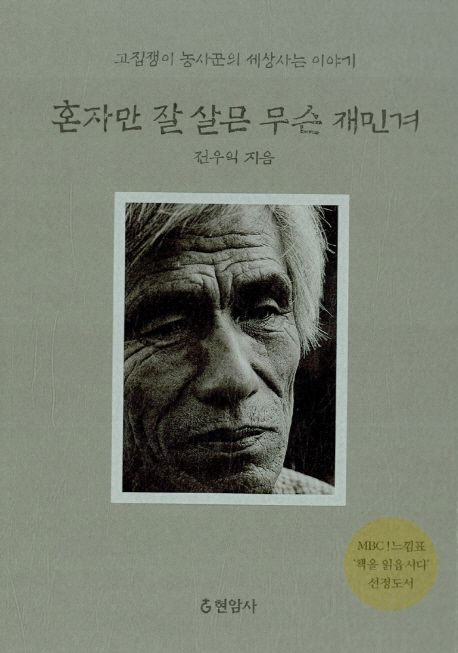 고집쟁이 농사꾼의 세상사는 이야기
혼자만 잘 살믄 무슨 재민겨
전우익 지음
MBC!느낌표
'책을 읽읍시다'
선정도서
현암사